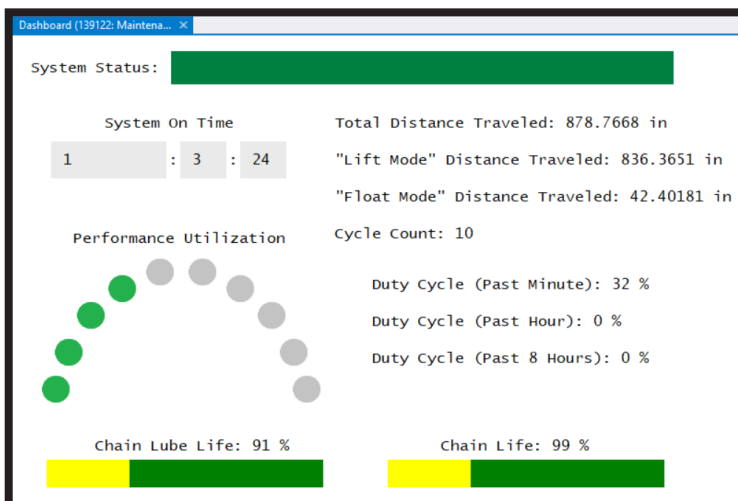 Dashboard (139122: Maintena... ×
System Status:
System On Time
1 : 3 : 24
Total Distance Traveled: 878.7668 in
"Lift Mode" Distance Traveled: 836.3651 in
"Float Mode" Distance Traveled: 42.40181 in
Cycle Count: 10
Performance Utilization
Duty Cycle (Past Minute): 32 %
Duty Cycle (Past Hour): 0 %
Duty Cycle (Past 8 Hours): 0 %
Chain Lube Life: 91 %
Chain Life: 99 %